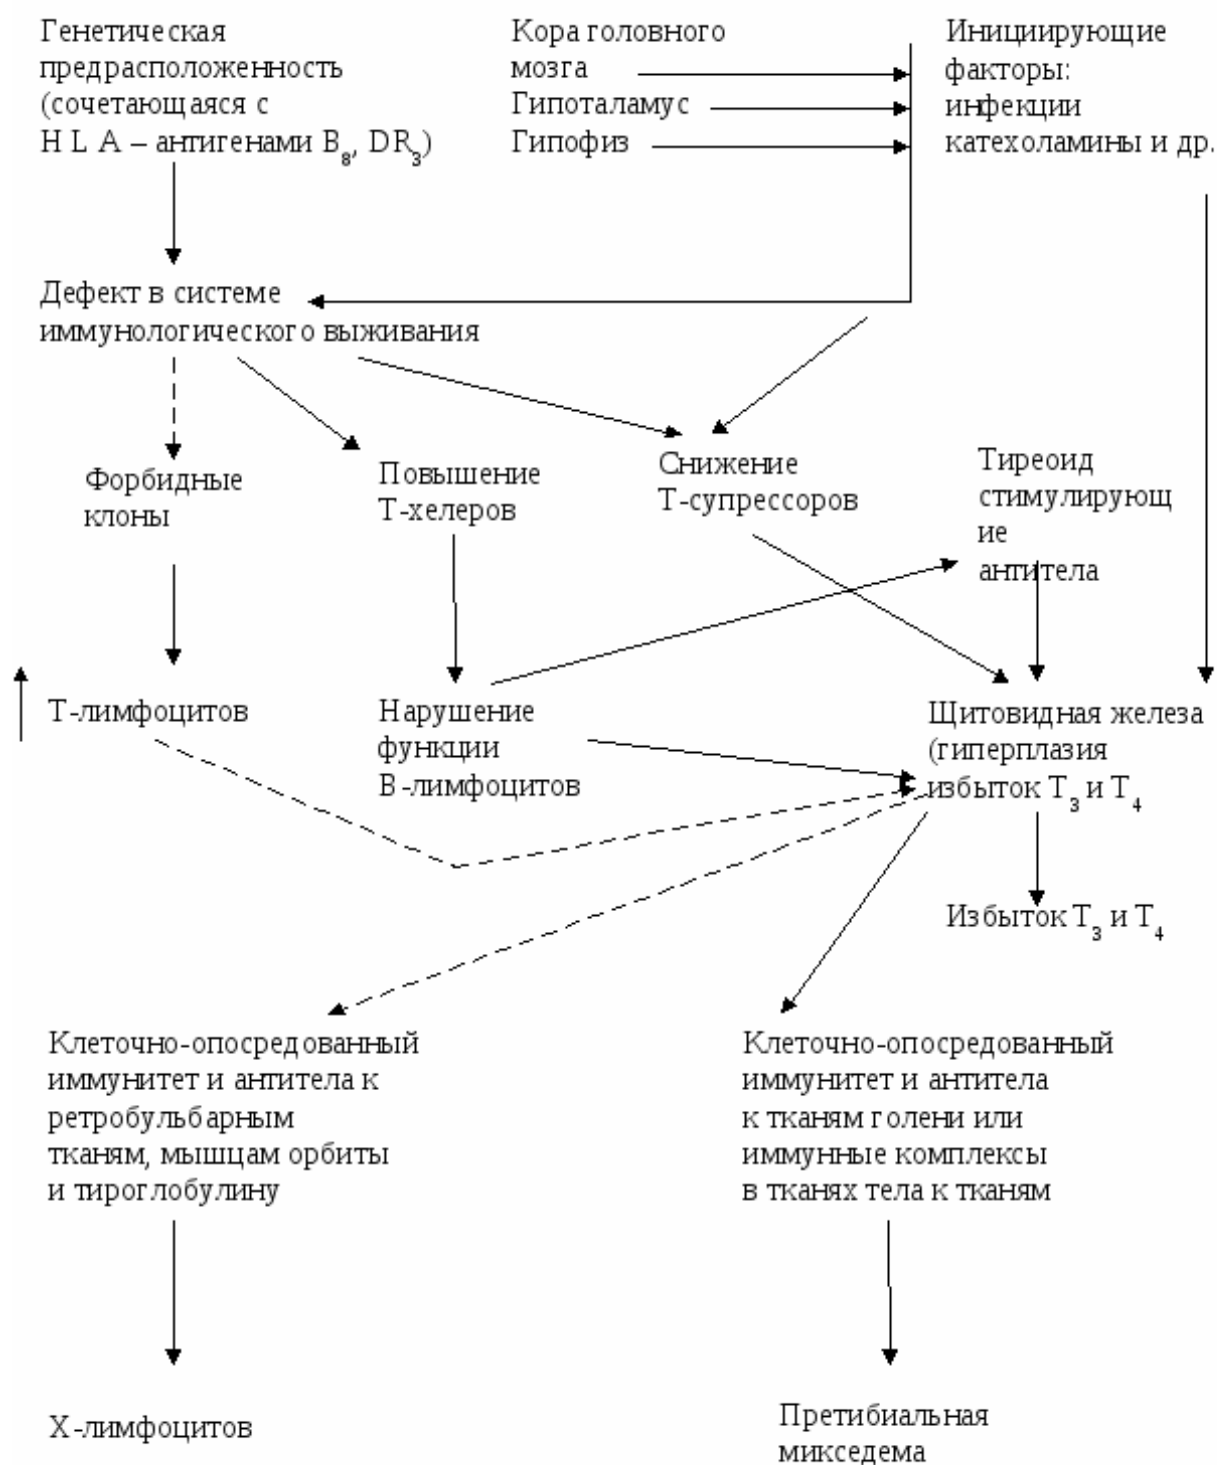 Генетическая
предрасположенность
(сочетающаяся с
H L A – антигенами B8, DR3)
Кора головного
мозга
Гипоталамус
Гипофиз
Инициирующие
факторы:
инфекции
катехоламины и др.
Дефект в системе
иммунологического выживания
Форбидные
клоны
Повышение
Т-хелеров
Снижение
Т-супрессоров
Тиреоид
стимулирующ
ие
антитела
Т-лимфоцитов
Нарушение
функции
В-лимфоцитов
Щитовидная железа
(гиперплазия
избыток Т3 и Т4
Избыток Т3 и Т4
Клеточно-опосредованный
иммунитет и антитела к
ретробульбарным
тканям, мышцам орбиты
и тироглобулину
Клеточно-опосредованный
иммунитет и антитела
к тканям голени или
иммунные комплексы
в тканях тела к тканям
Х-лимфоцитов
Претибиальная
микседема